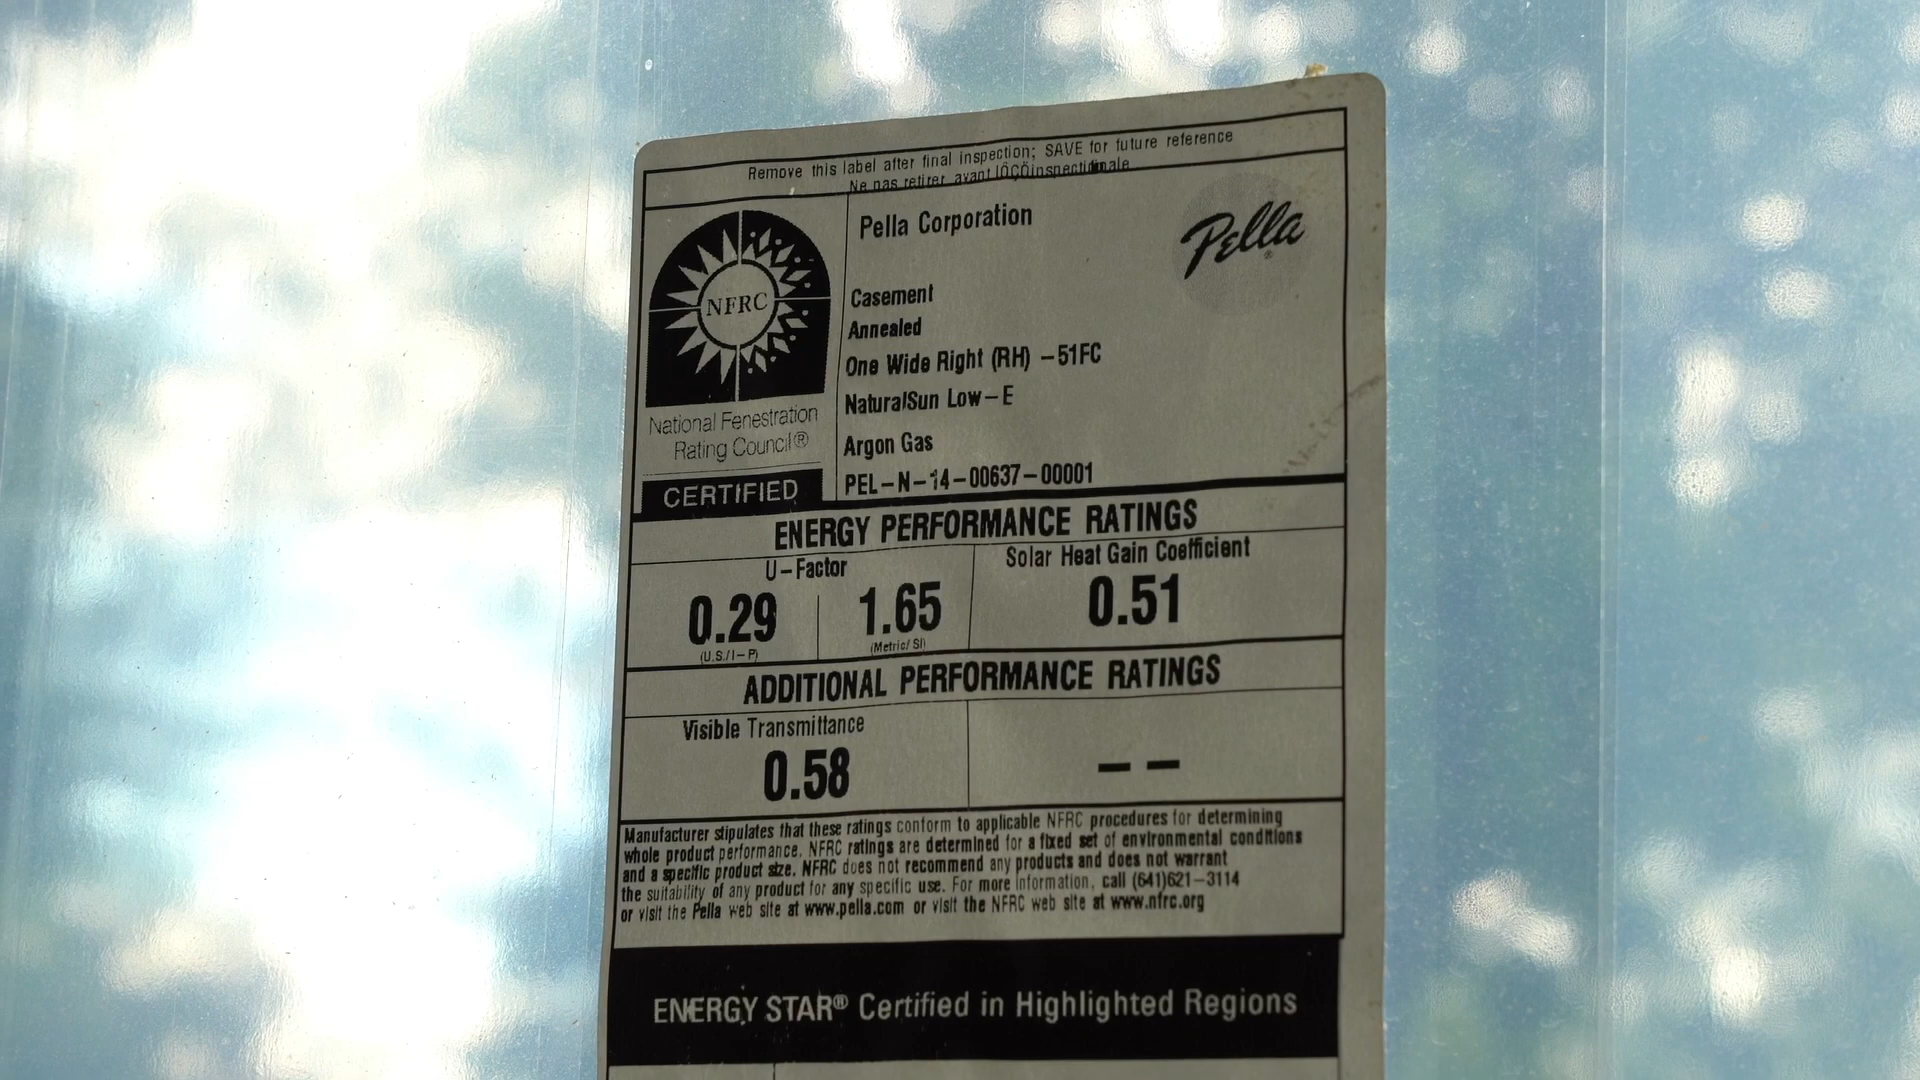 Remove this label after final inspection; SAVE for future reference
Ne pas retirer avant lÔÇÖinspection
NFRC
National Fenestration
Rating Council®
CERTIFIED
Pella Corporation
Pella®
Casement
Annealed
One Wide Right (RH) -51FC
NaturalSun Low-E
Argon Gas
PEL-N-14-00637-00001
ENERGY PERFORMANCE RATINGS
U-Factor
Solar Heat Gain Coefficient
0.29
1.65
0.51
(U.S./I-P)
(Metric/SI)
ADDITIONAL PERFORMANCE RATINGS
Visible Transmittance
0.58
— —
Manufacturer stipulates that these ratings conform to applicable NFRC procedures for determining
whole product performance. NFRC ratings are determined for a fixed set of environmental conditions
and a specific product size. NFRC does not recommend any products and does not warrant
the suitability of any product for any specific use. For more information, call (641)621-3114
or visit the Pella web site at www.pella.com or visit the NFRC web site at www.nfrc.org
ENERGY STAR® Certified in Highlighted Regions